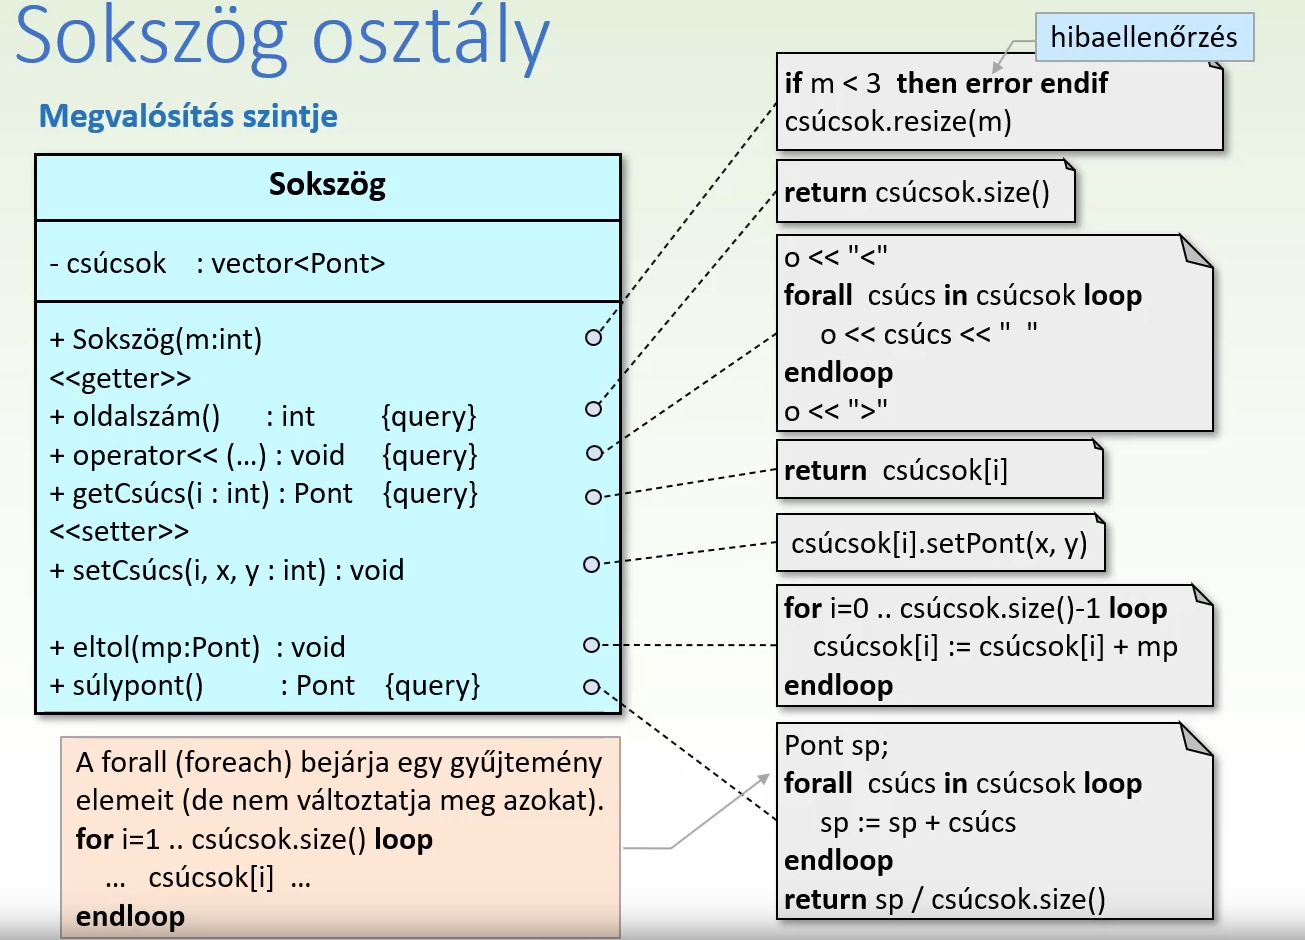 Sokszög osztály
Megvalósítás szintje
Sokszög
- csúcsok : vector<Pont>
+ Sokszög(m:int)
<<getter>>
+ oldalszám() : int {query}
+ operator<< (...) : void {query}
+ getCsúcs(i : int) : Pont {query}
<<setter>>
+ setCsúcs(i, x, y : int) : void
+ eltol(mp:Pont) : void
+ súlypont() : Pont {query}
A forall (foreach) bejárja egy gyűjtemény
elemeit (de nem változtatja meg azokat).
for i=1 .. csúcsok.size() loop
... csúcsok[i] ...
endloop
hibaellenőrzés
if m < 3 then error endif
csúcsok.resize(m)
return csúcsok.size()
o << "<"
forall csúcs in csúcsok loop
o << csúcs << " "
endloop
o << ">"
return csúcsok[i]
csúcsok[i].setPont(x, y)
for i=0 .. csúcsok.size()-1 loop
csúcsok[i] := csúcsok[i] + mp
endloop
Pont sp;
forall csúcs in csúcsok loop
sp := sp + csúcs
endloop
return sp / csúcsok.size()